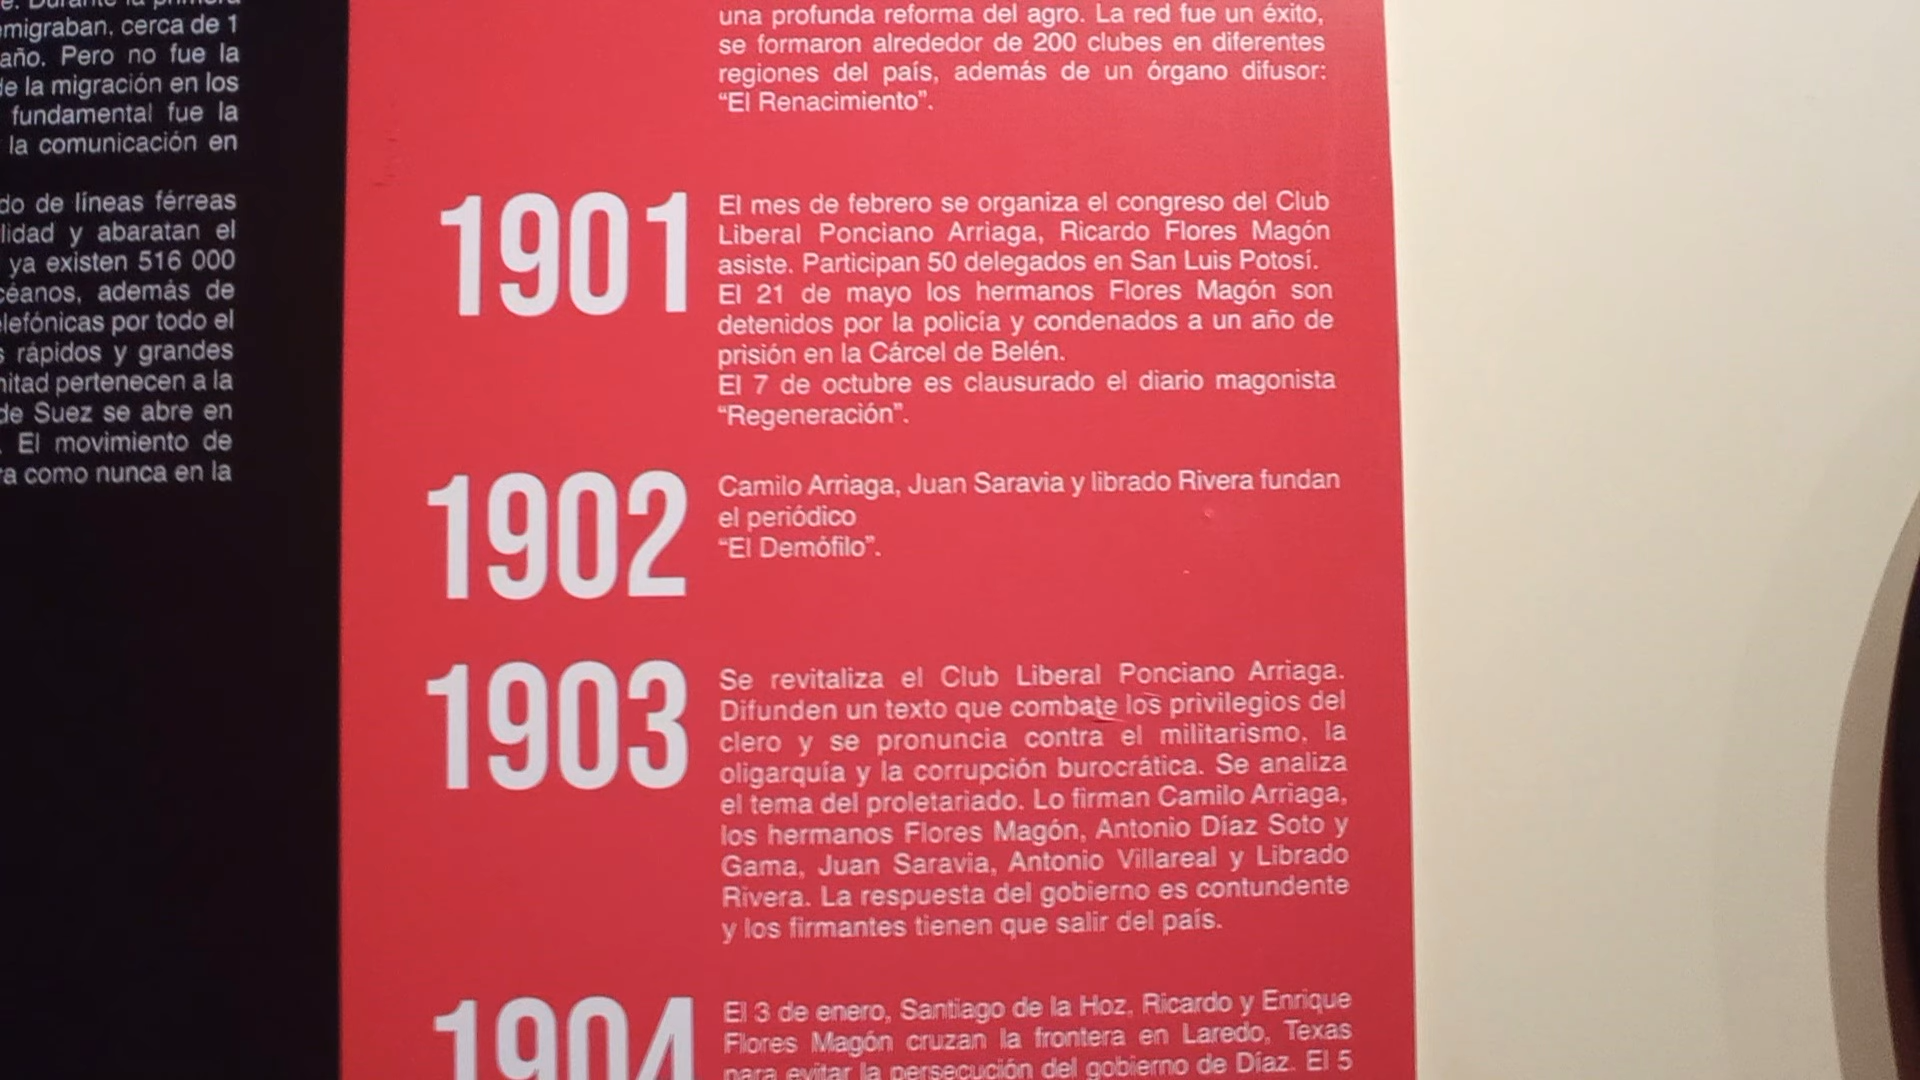 emigraban, cerca de 1
año. Pero no fue la
de la migración en los
fundamental fue la
la comunicación en
do de líneas férreas
lidad y abaratan el
ya existen 516 000
céanos, además de
elefónicas por todo el
s rápidos y grandes
mitad pertenecen a la
de Suez se abre en
. El movimiento de
ra como nunca en la
una profunda reforma del agro. La red fue un éxito,
se formaron alrededor de 200 clubes en diferentes
regiones del país, además de un órgano difusor:
“El Renacimiento”.
1901
El mes de febrero se organiza el congreso del Club
Liberal Ponciano Arriaga, Ricardo Flores Magón
asiste. Participan 50 delegados en San Luis Potosí.
El 21 de mayo los hermanos Flores Magón son
detenidos por la policía y condenados a un año de
prisión en la Cárcel de Belén.
El 7 de octubre es clausurado el diario magonista
“Regeneración”.
1902
Camilo Arriaga, Juan Saravia y librado Rivera fundan
el periódico
“El Demófilo”.
1903
Se revitaliza el Club Liberal Ponciano Arriaga.
Difunden un texto que combate los privilegios del
clero y se pronuncia contra el militarismo, la
oligarquía y la corrupción burocrática. Se analiza
el tema del proletariado. Lo firman Camilo Arriaga,
los hermanos Flores Magón, Antonio Díaz Soto y
Gama, Juan Saravia, Antonio Villareal y Librado
Rivera. La respuesta del gobierno es contundente
y los firmantes tienen que salir del país.
1904
El 3 de enero, Santiago de la Hoz, Ricardo y Enrique
Flores Magón cruzan la frontera en Laredo, Texas
para evitar la persecución del gobierno de Díaz. El 5